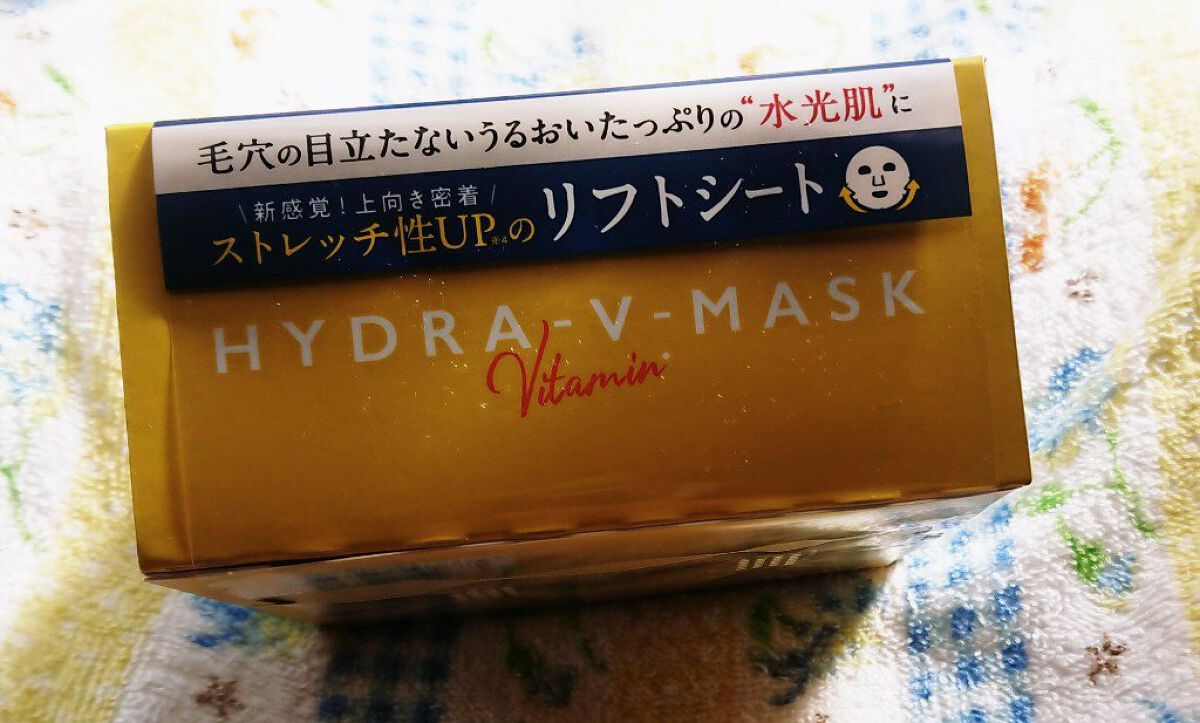 毛穴の目立たないうるおいたっぷりの“水光肌”に
\新感覚！上向き密着/
ストレッチ性UP※4のリフトシート
HYDRA-V-MASK
Vitamin